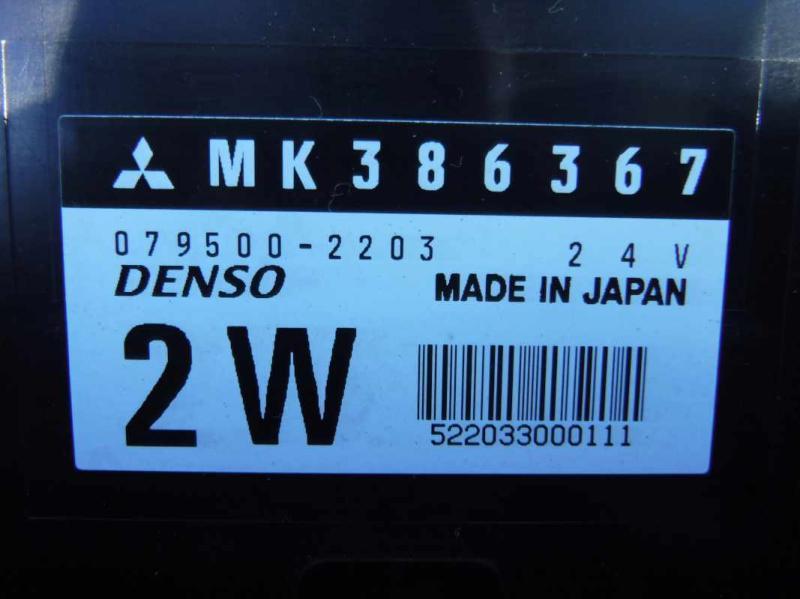 MK386367
079500-2203 24V
DENSO MADE IN JAPAN
2W
522033000111